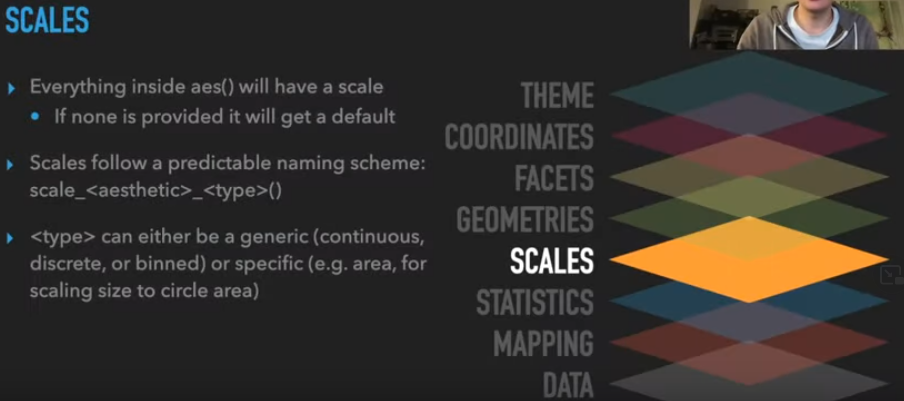 SCALES
Everything inside aes() will have a scale
If none is provided it will get a default
Scales follow a predictable naming scheme:
scale_<aesthetic>_<type>()
<type> can either be a generic (continuous,
discrete, or binned) or specific (e.g. area, for
scaling size to circle area)
THEME
COORDINATES
FACETS
GEOMETRIES
SCALES
STATISTICS
MAPPING
DATA